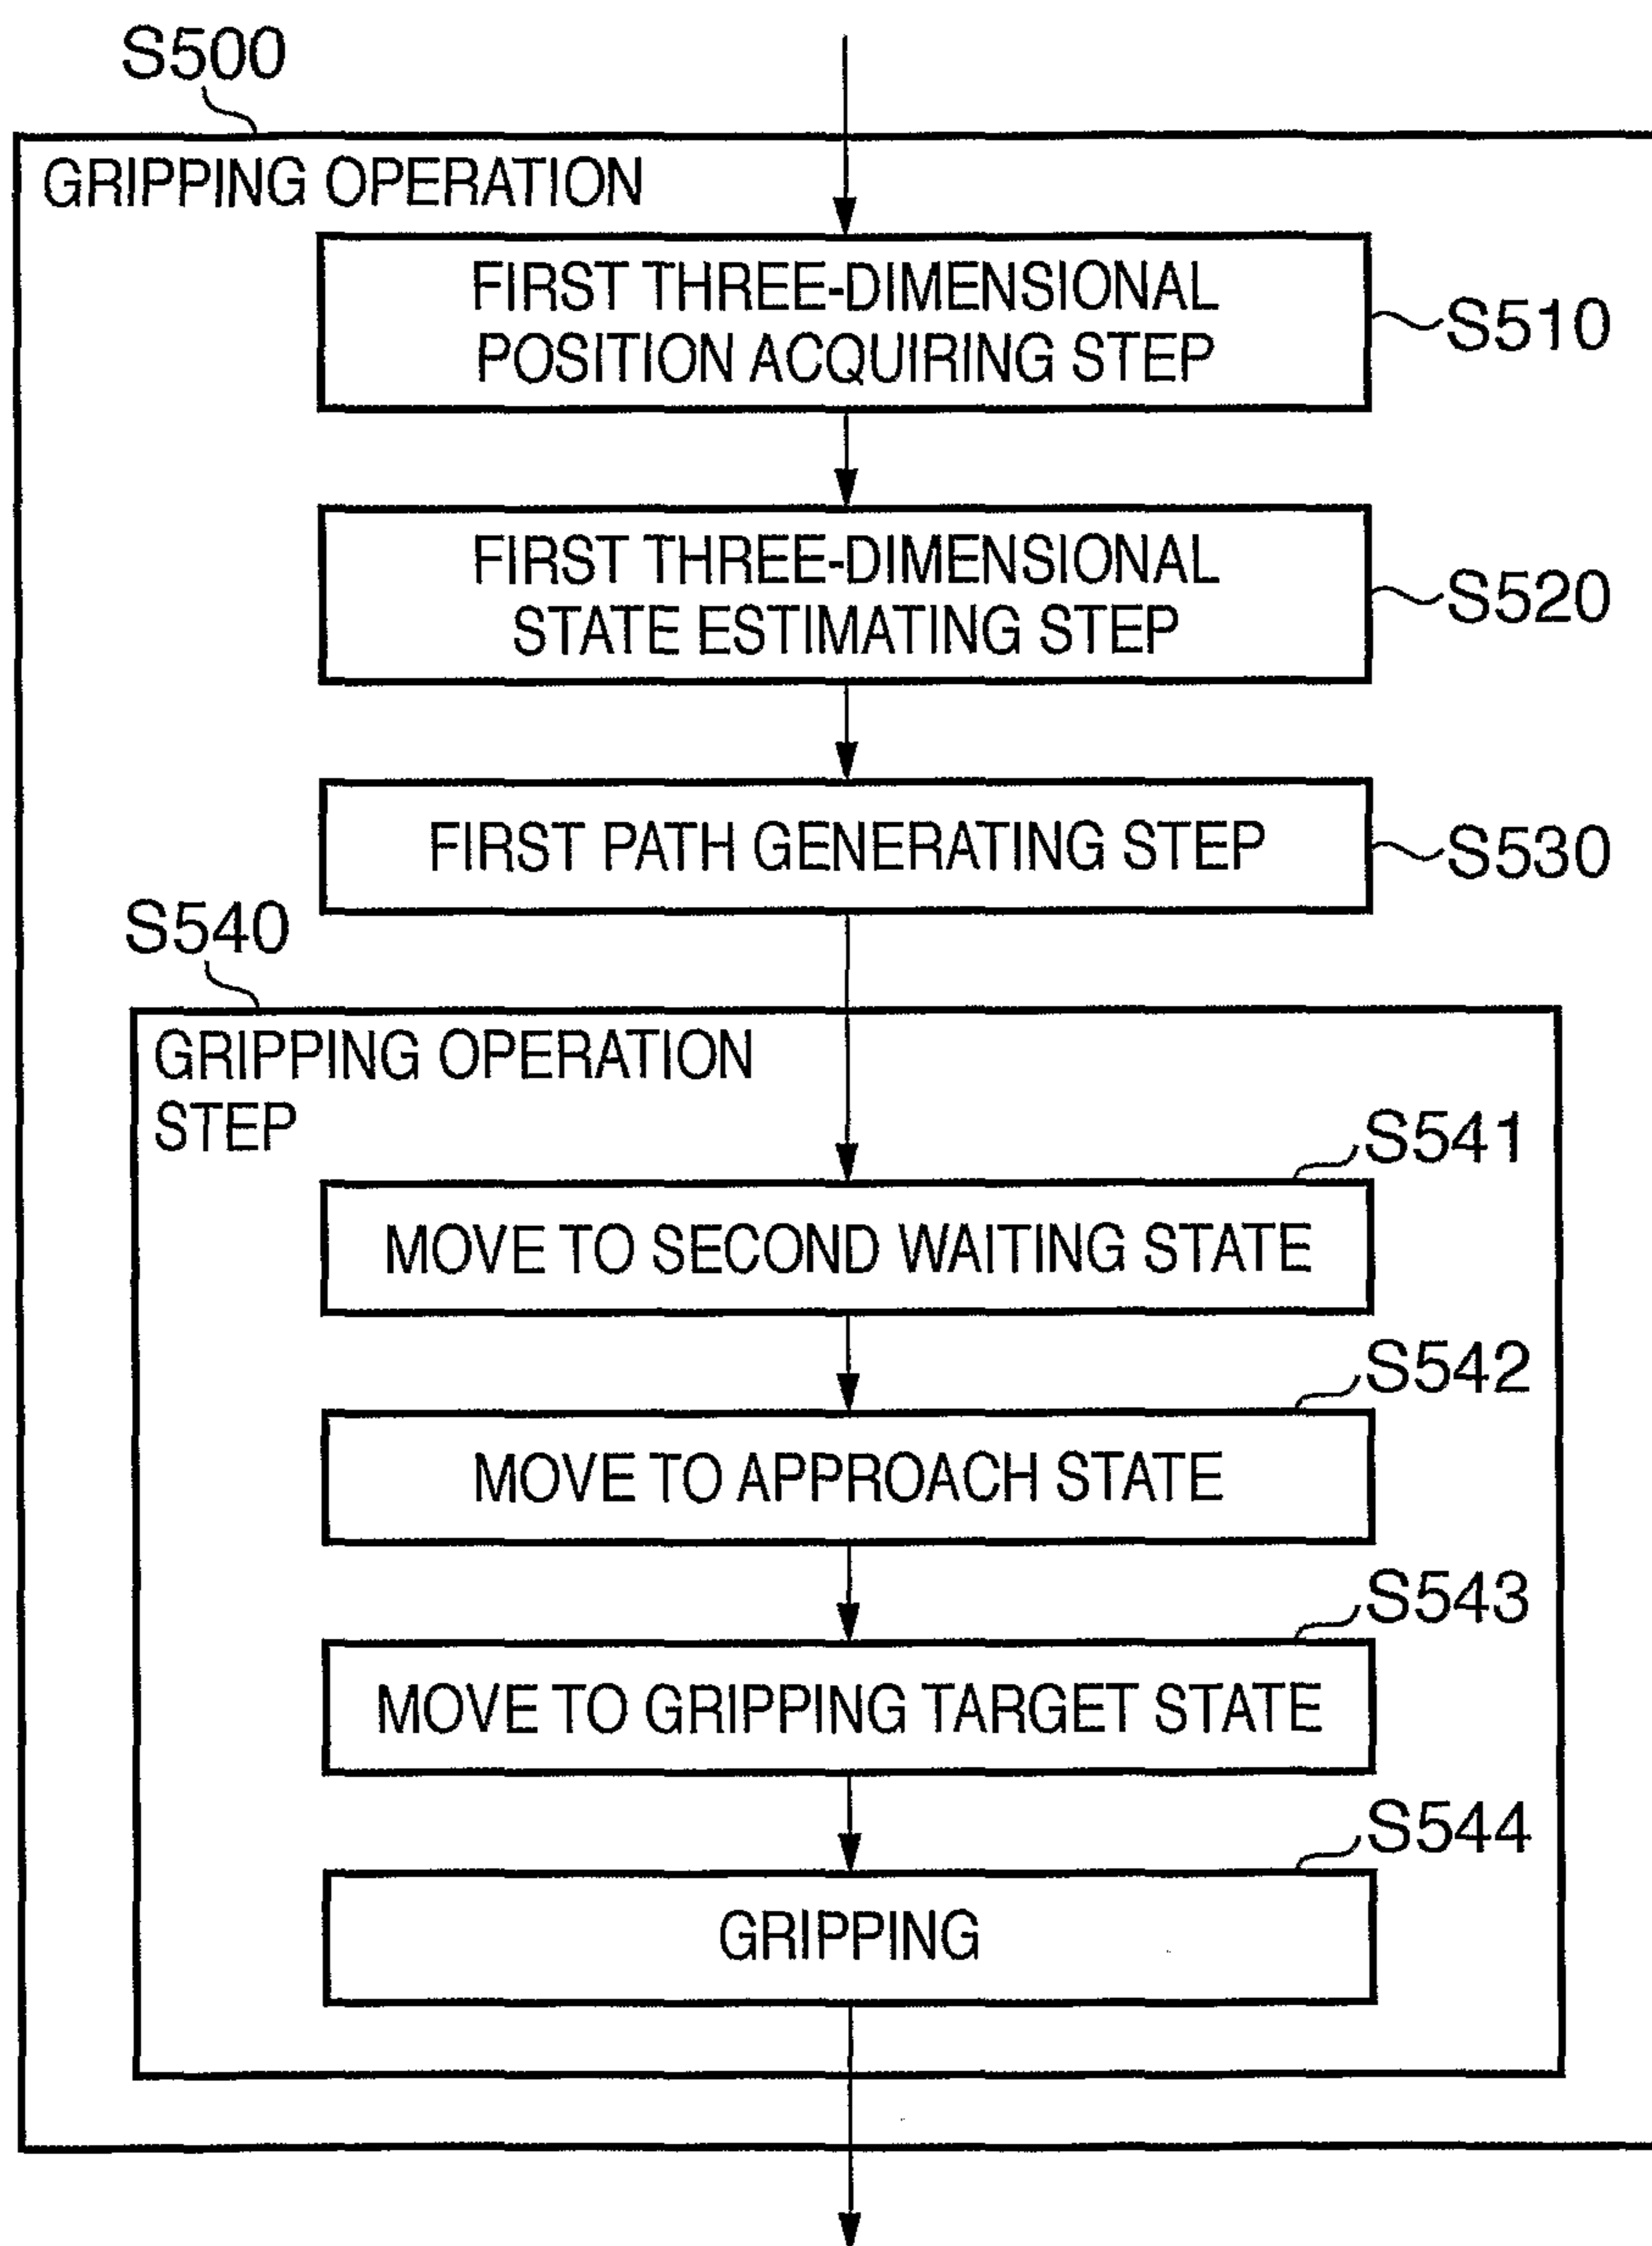 S500
GRIPPING OPERATION
FIRST THREE-DIMENSIONAL
POSITION ACQUIRING STEP
S510
FIRST THREE-DIMENSIONAL
STATE ESTIMATING STEP
S520
FIRST PATH GENERATING STEP
S530
S540
GRIPPING OPERATION
STEP
S541
MOVE TO SECOND WAITING STATE
S542
MOVE TO APPROACH STATE
S543
MOVE TO GRIPPING TARGET STATE
S544
GRIPPING